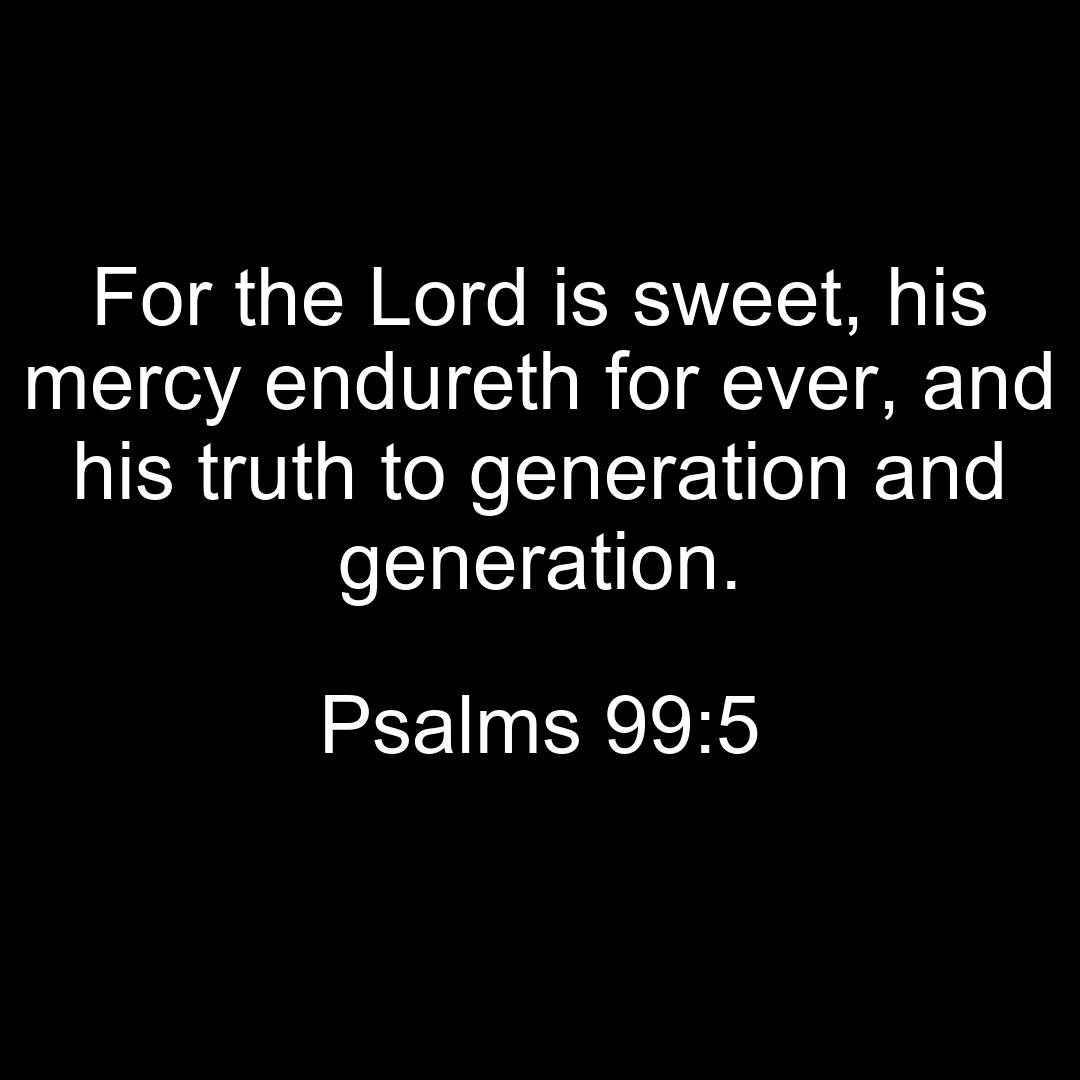 For the Lord is sweet, his
mercy endureth for ever, and
his truth to generation and
generation.
Psalms 99:5